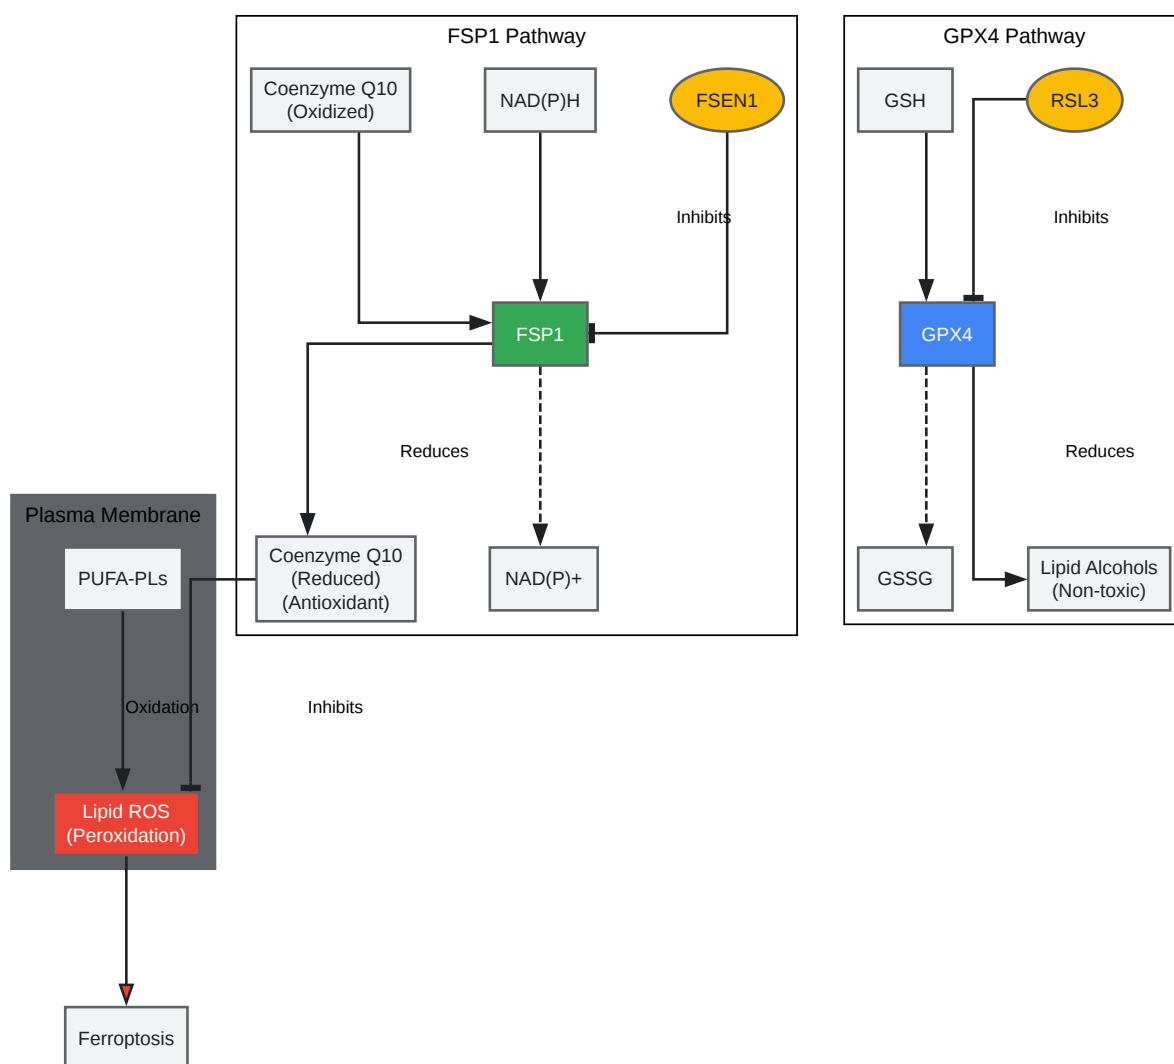 FSP1 Pathway
GPX4 Pathway
Coenzyme Q10
(Oxidized)
NAD(P)H
FSEN1
GSH
RSL3
Inhibits
Inhibits
FSP1
GPX4
Reduces
Reduces
Plasma Membrane
PUFA-PLs
Coenzyme Q10
(Reduced)
(Antioxidant)
NAD(P)+
GSSG
Lipid Alcohols
(Non-toxic)
Oxidation
Inhibits
Lipid ROS
(Peroxidation)
Ferroptosis